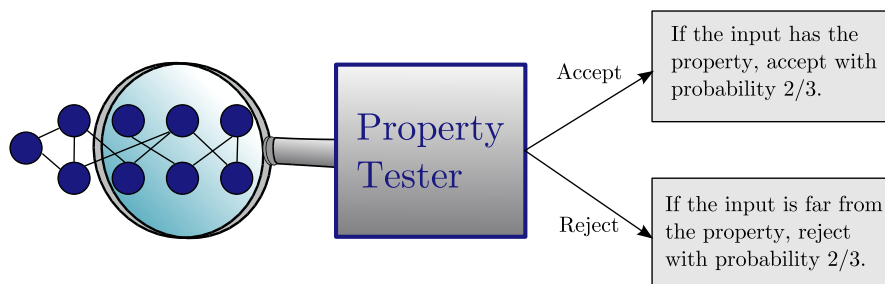 Property
Tester
Accept
Reject
If the input has the
property, accept with
probability 2/3.
If the input is far from
the property, reject
with probability 2/3.